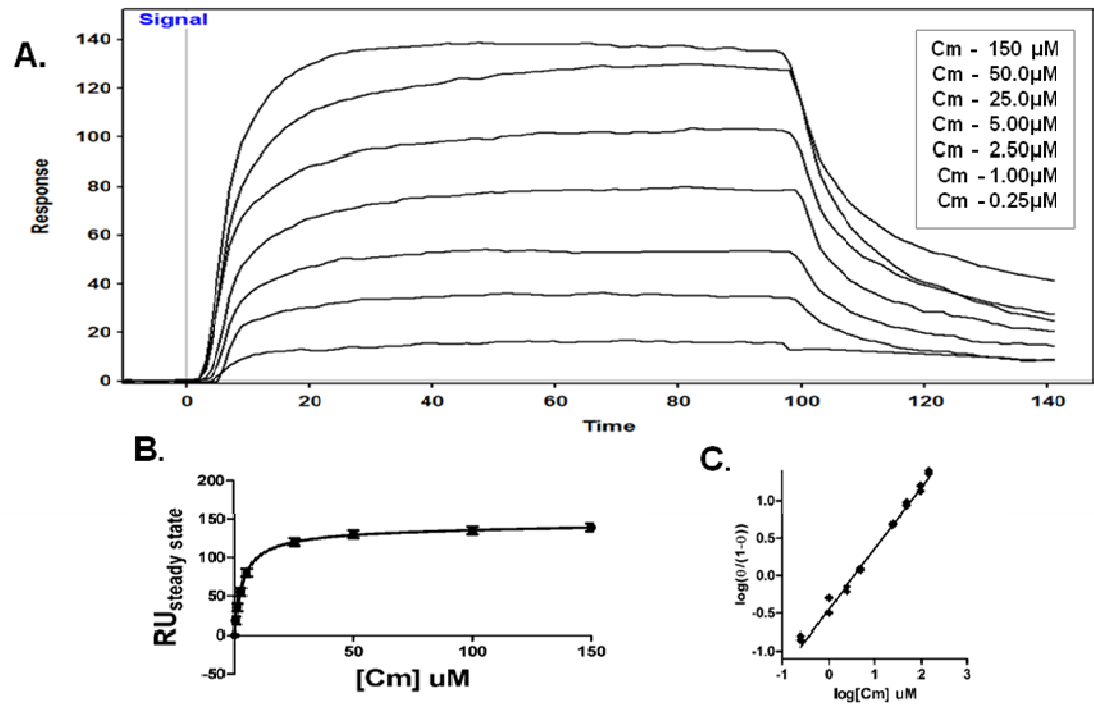 A.
Signal
Response
140
120
100
80
60
40
20
0
0 20 40 60 80 100 120 140
Time
Cm - 150 µM
Cm - 50.0µM
Cm - 25.0µM
Cm - 5.00µM
Cm - 2.50µM
Cm - 1.00µM
Cm - 0.25µM
B.
RUsteady state
200
150
100
50
0
-50
50 100 150
[Cm] uM
C.
log(θ/(1-θ))
1.0
0.5
0.0
-0.5
-1.0
-1 0 1 2 3
log[Cm] uM